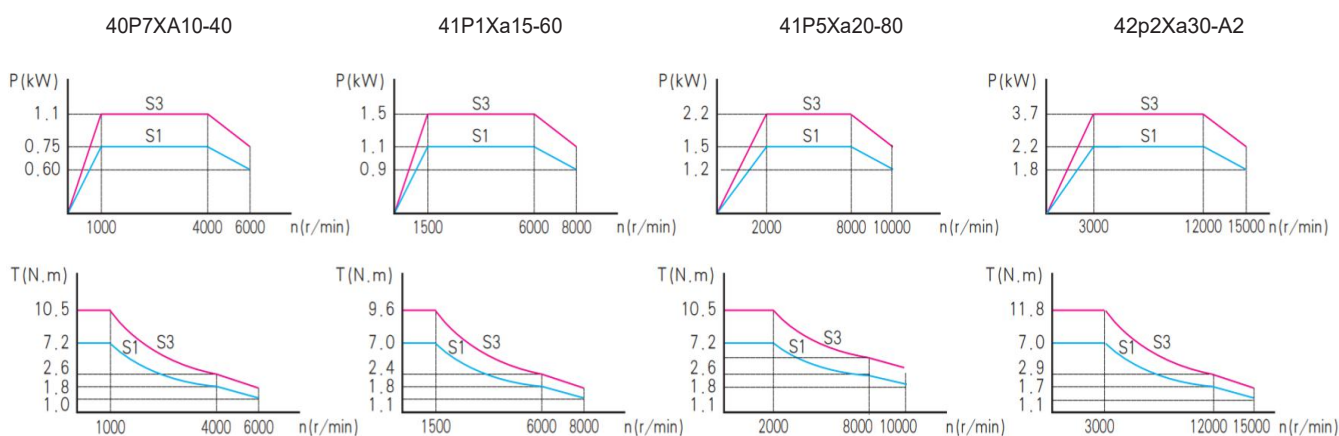 40P7XA10-40 41P1Xa15-60 41P5Xa20-80 42p2Xa30-A2
P(kW) P(kW) P(kW) P(kW)
1.1 S3 1.5 S3 2.2 S3 3.7 S3
0.75 S1 1.1 S1 1.5 S1 2.2 S1
0.60 0.9 1.2 1.8
1000 4000 6000 n(r/min) 1500 6000 8000 n(r/min) 2000 8000 10000 n(r/min) 3000 12000 15000 n(r/min)
T(N.m) T(N.m) T(N.m) T(N.m)
10.5 9.6 10.5 11.8
7.2 S1 S3 7.0 S1 S3 7.2 S1 S3 7.0 S1 S3
2.6 2.4 2.6 2.9
1.8 1.8 1.8 1.7
1.0 1.1 1.1 1.1
1000 4000 6000 n(r/min) 1500 6000 8000 n(r/min) 2000 8000 10000 n(r/min) 3000 12000 15000 n(r/min)